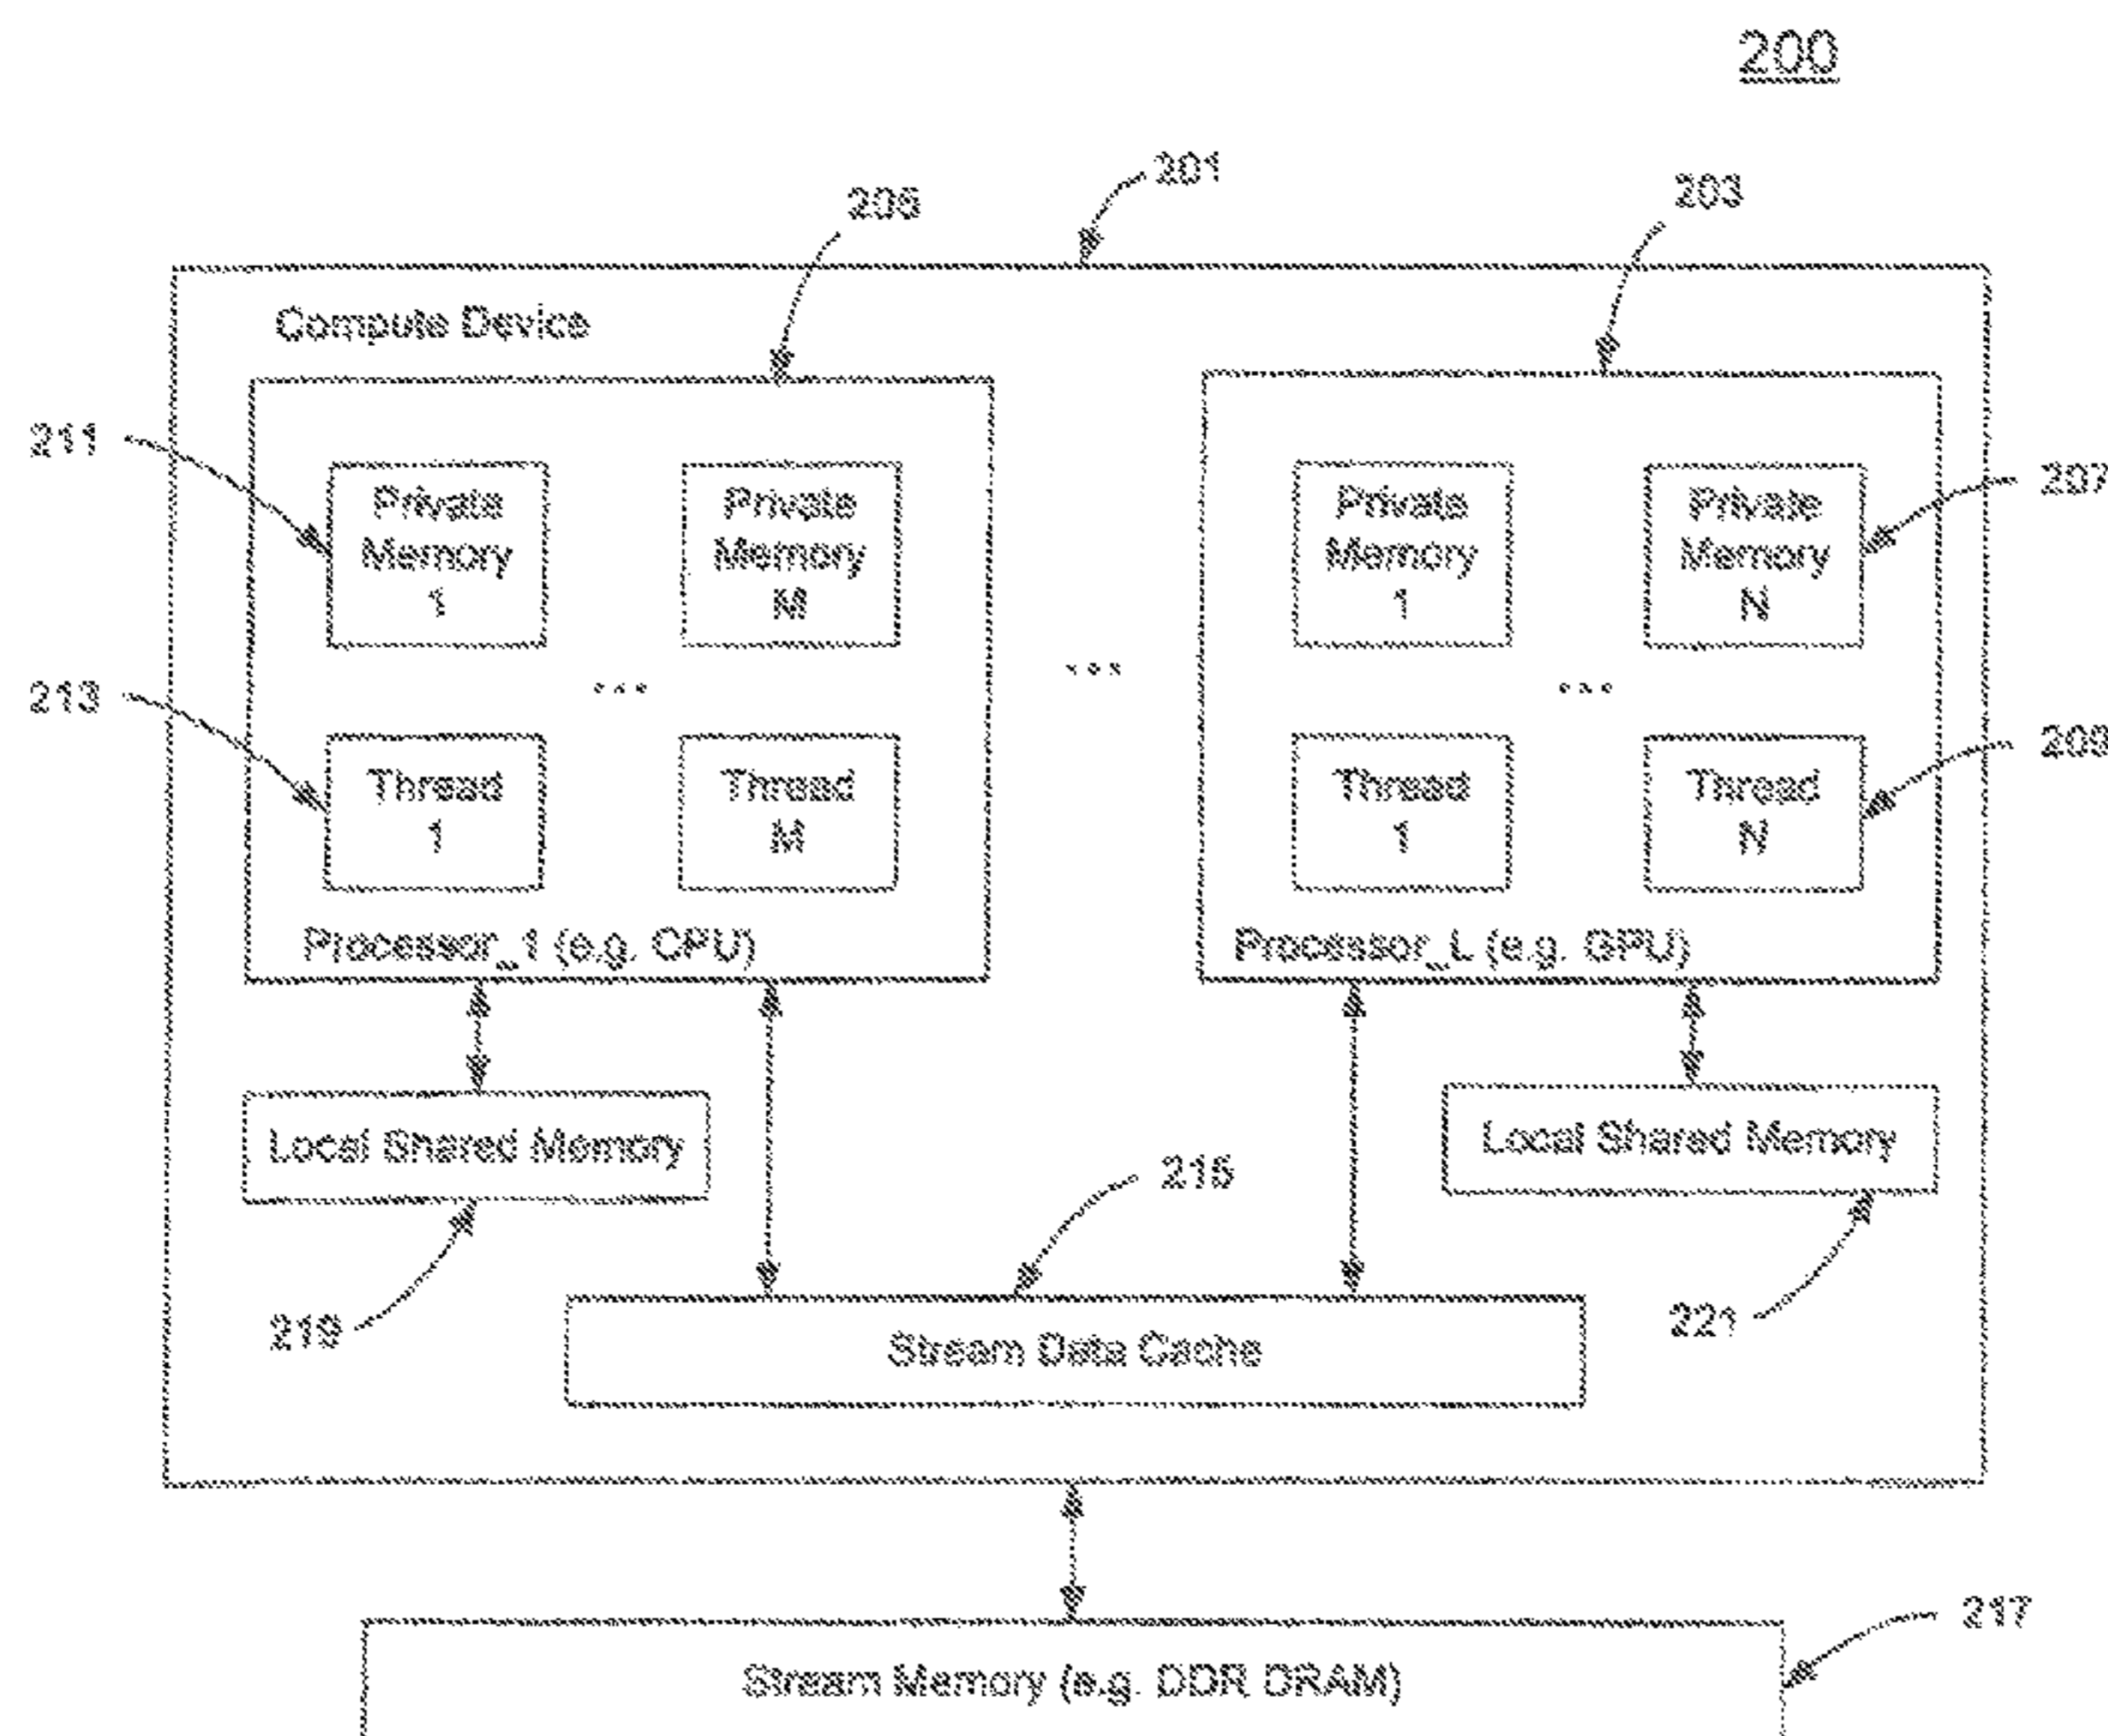 200
201
205
203
Compute Device
211
Private
Memory
1
Private
Memory
M
Private
Memory
1
Private
Memory
N
207
...
...
...
213
Thread
1
Thread
M
Thread
1
Thread
N
209
Processor_1 (e.g. CPU)
Processor_L (e.g. GPU)
Local Shared Memory
Local Shared Memory
215
219
221
Stream Data Cache
217
Stream Memory (e.g. DDR DRAM)